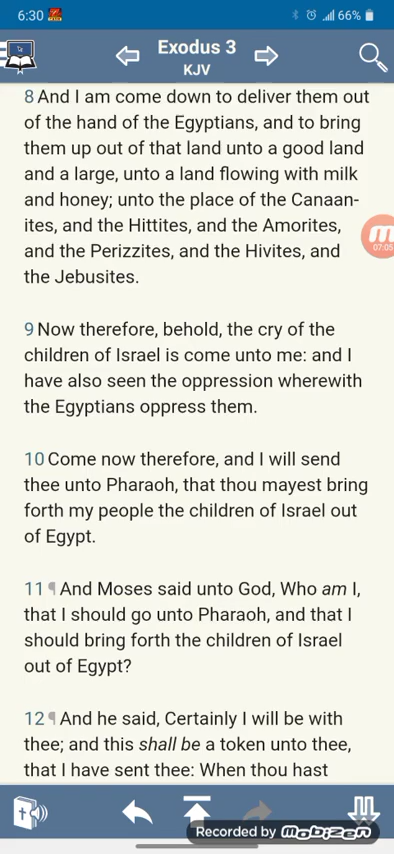 6:30
66%
Exodus 3
KJV
8 And I am come down to deliver them out
of the hand of the Egyptians, and to bring
them up out of that land unto a good land
and a large, unto a land flowing with milk
and honey; unto the place of the Canaan-
ites, and the Hittites, and the Amorites,
and the Perizzites, and the Hivites, and
the Jebusites.
07:05
9 Now therefore, behold, the cry of the
children of Israel is come unto me: and I
have also seen the oppression wherewith
the Egyptians oppress them.
10 Come now therefore, and I will send
thee unto Pharaoh, that thou mayest bring
forth my people the children of Israel out
of Egypt.
11 ¶ And Moses said unto God, Who am I,
that I should go unto Pharaoh, and that I
should bring forth the children of Israel
out of Egypt?
12 ¶ And he said, Certainly I will be with
thee; and this shall be a token unto thee,
that I have sent thee: When thou hast
Recorded by mobizen